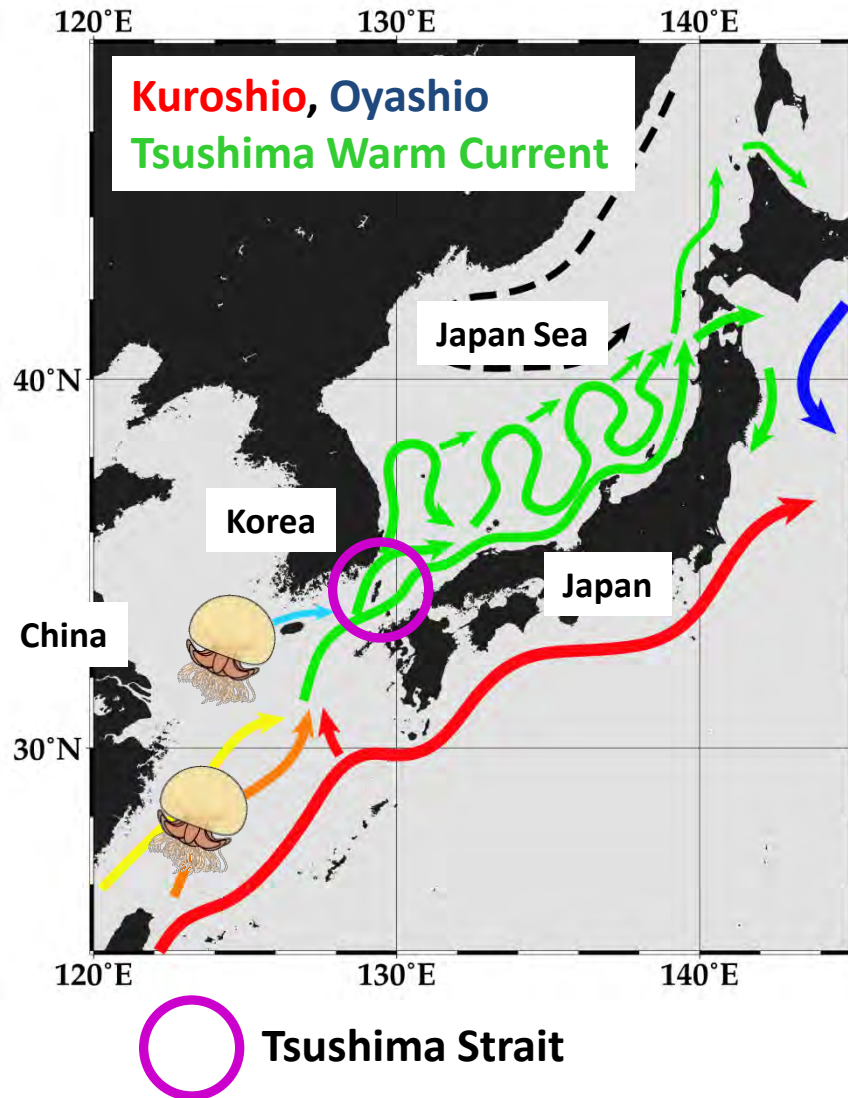 120˚E 130˚E 140˚E
Kuroshio, Oyashio
Tsushima Warm Current
Japan Sea
40˚N
Korea
Japan
China
30˚N
120˚E 130˚E 140˚E
Tsushima Strait